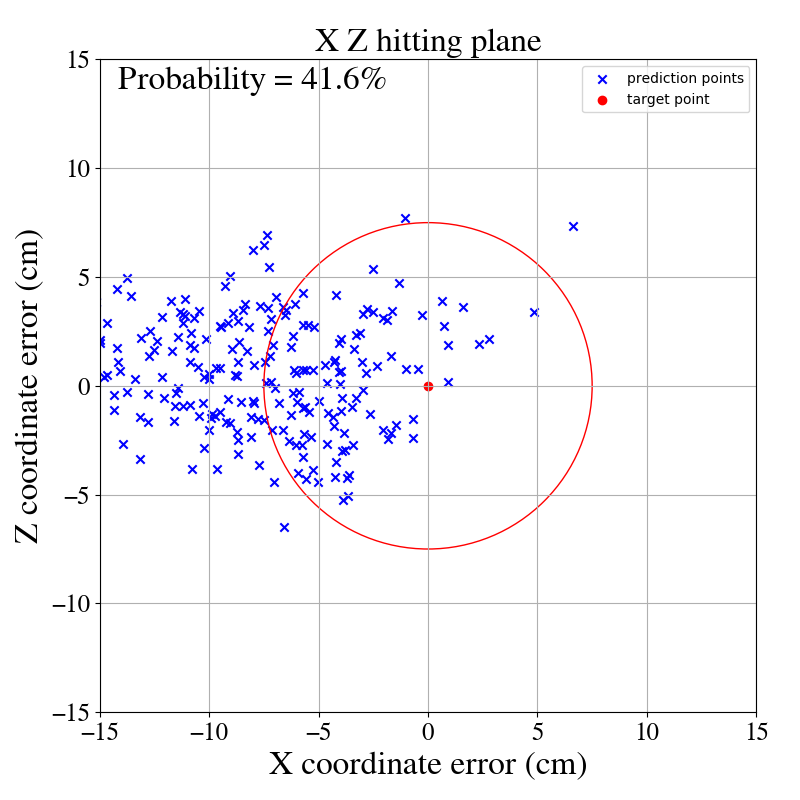 X Z hitting plane
Probability = 41.6%
prediction points
target point
Z coordinate error (cm)
15
10
5
0
−5
−10
−15
−15
−10
−5
0
5
10
15
X coordinate error (cm)